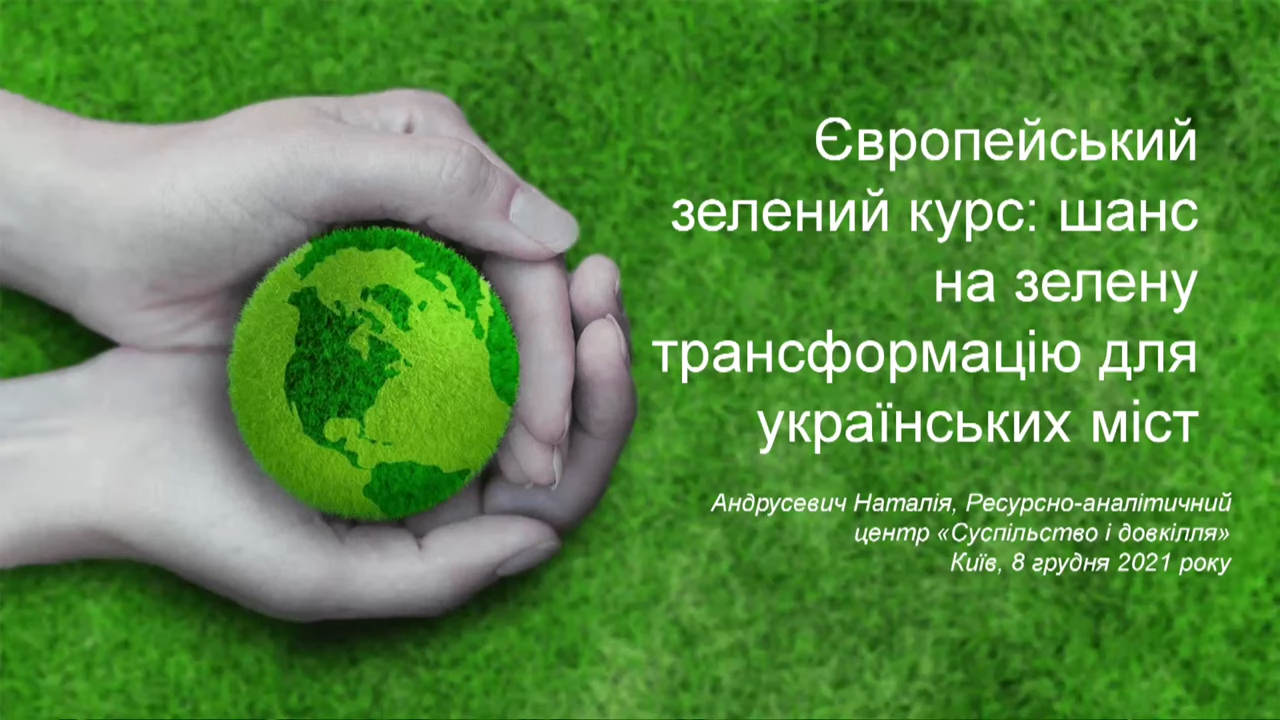 Європейський
зелений курс: шанс
на зелену
трансформацію для
українських міст
Андрусевич Наталія, Ресурсно-аналітичний
центр «Суспільство і довкілля»
Київ, 8 грудня 2021 року